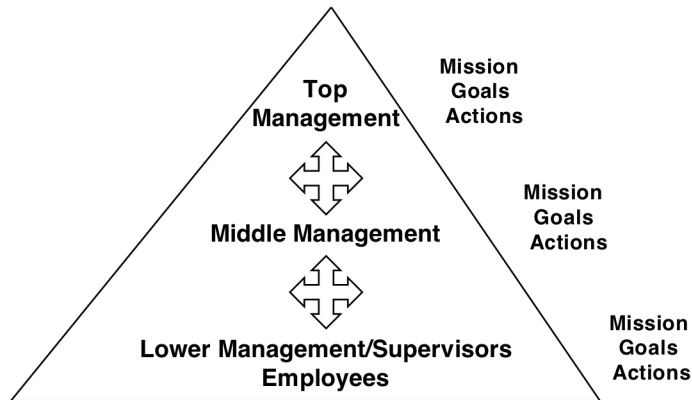 Top
Management
Mission
Goals
Actions
Middle Management
Mission
Goals
Actions
Lower Management/Supervisors
Employees
Mission
Goals
Actions